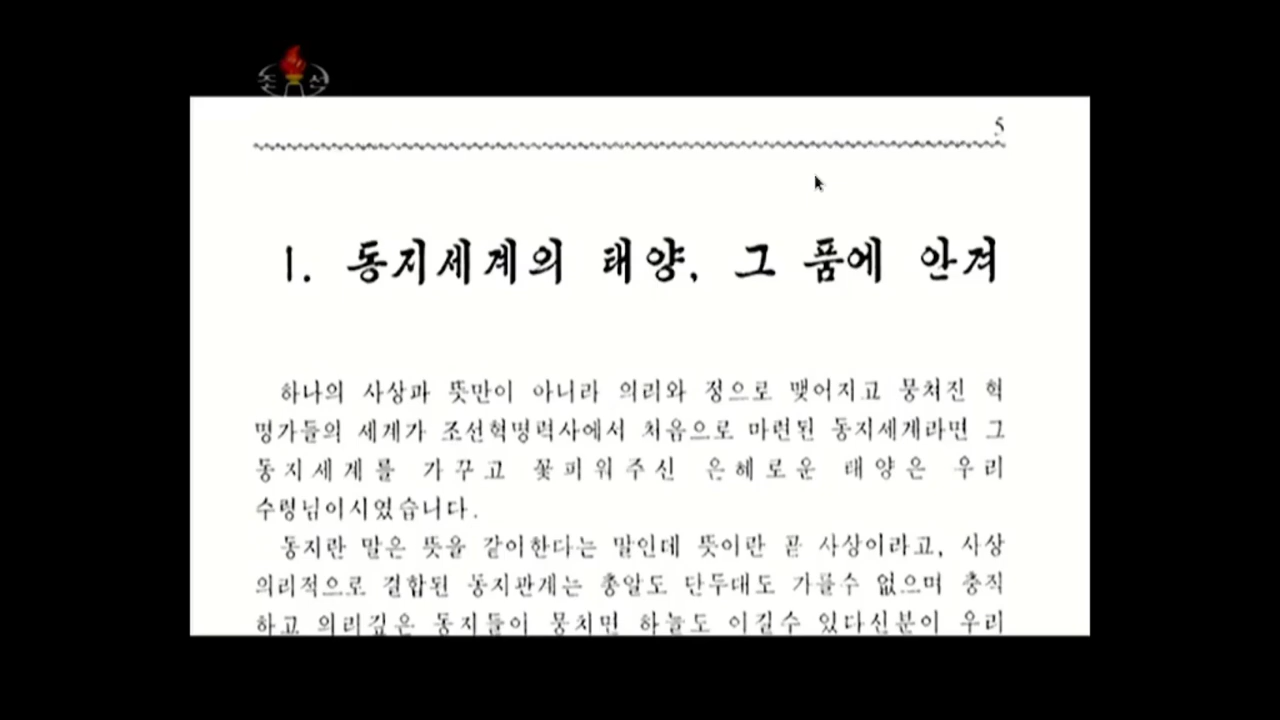 조선
5
1. 동지세계의 태양, 그 품에 안겨
하나의 사상과 뜻만이 아니라 의리와 정으로 맺어지고 뭉쳐진 혁
명가들의 세계가 조선혁명력사에서 처음으로 마련된 동지세계라면 그
동지세계를 가꾸고 꽃피워주신 은혜로운 태양은 우리
수령님이시였습니다.
동지란 말은 뜻을 같이한다는 말인데 뜻이란 곧 사상이라고, 사상
의리적으로 결합된 동지관계는 총알도 단두대도 가를수 없으며 충직
하고 의리깊은 동지들이 뭉치면 하늘도 이길수 있다신분이 우리